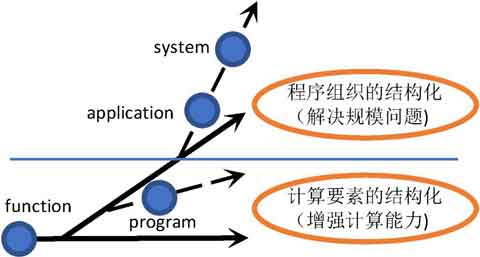 system
application
程序组织的结构化
（解决规模问题)
function
program
计算要素的结构化
（增强计算能力)